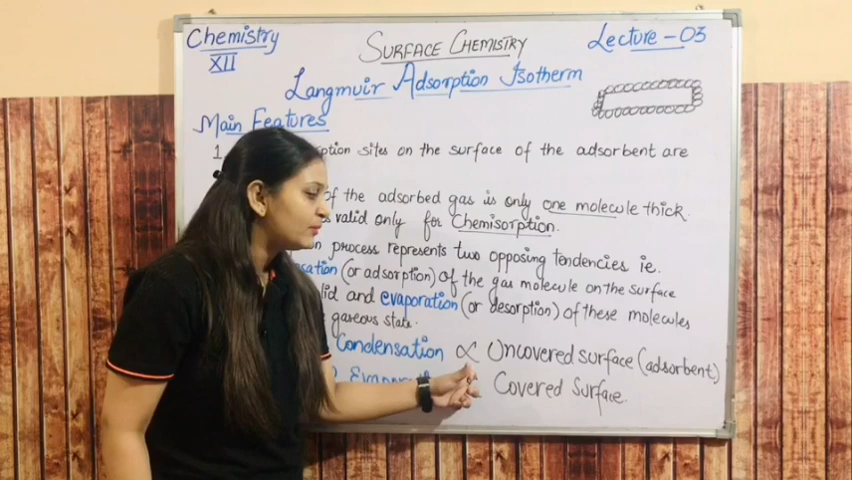 Chemistry
XII
SURFACE CHEMISTRY
Lecture-03
Langmuir Adsorption Isotherm
Main Features
1 sites on the surface of the adsorbent are
of the adsorbed gas is only one molecule thick.
valid only for Chemisorption.
process represents two opposing tendencies ie.
(or adsorption) of the gas molecule on the surface
and evaporation (or desorption) of these molecules
gaseous state.
Condensation ∝ Uncovered surface (adsorbent)
Covered Surface.